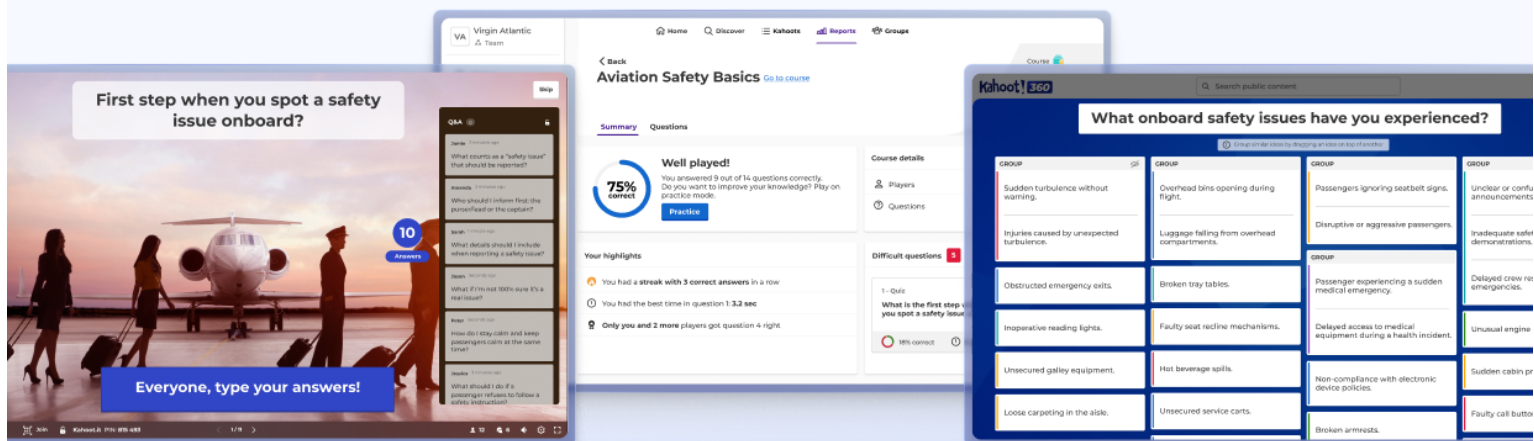 First step when you spot a safety
issue onboard?
Skip
Q&A
Jamie
What counts as a "safety issue"
that should be reported?
Amanda
Who should I inform first: the
purserhead or the captain?
Sarah
What details should I include
when reporting a safety issue?
What if I'm not 100% sure it's a
real issue?
Peter
How do I stay calm and keep
passengers calm at the same
time?
Jessica
What should I do if a
passenger refuses to follow a
safety instruction?
10
Answers
Everyone, type your answers!
Join
Kahoot.it PIN: 815 493
1/11
12
6
VA
Virgin Atlantic
Team
Home
Discover
Kahoots
Reports
Groups
Back
Aviation Safety Basics Go to course
Course
Summary
Questions
75%
correct
Well played!
You answered 9 out of 14 questions correctly.
Do you want to improve your knowledge? Play on
practice mode.
Practice
Course details
Players
Questions
Your highlights
You had a streak with 3 correct answers in a row
You had the best time in question 1: 3.2 sec
Only you and 2 more players got question 4 right
Difficult questions 5
1 - Quiz
What is the first step
you spot a safety issue
18% correct
Kahoot! 360
Search public content
What onboard safety issues have you experienced?
Group similar ideas by dragging an idea on top of another
GROUP
Sudden turbulence without
warning.
Injuries caused by unexpected
turbulence.
Obstructed emergency exits.
Inoperative reading lights.
Unsecured galley equipment.
Loose carpeting in the aisle.
GROUP
Overhead bins opening during
flight.
Luggage falling from overhead
compartments.
Broken tray tables.
Faulty seat recline mechanisms.
Hot beverage spills.
Unsecured service carts.
GROUP
Passengers ignoring seatbelt signs.
Disruptive or aggressive passengers.
GROUP
Passenger experiencing a sudden
medical emergency.
Delayed access to medical
equipment during a health incident.
Non-compliance with electronic
device policies.
Broken armrests.
GROUP
Unclear or confu
announcements
Inadequate safet
demonstrations.
Delayed crew res
emergencies.
Unusual engine
Sudden cabin pr
Faulty call button